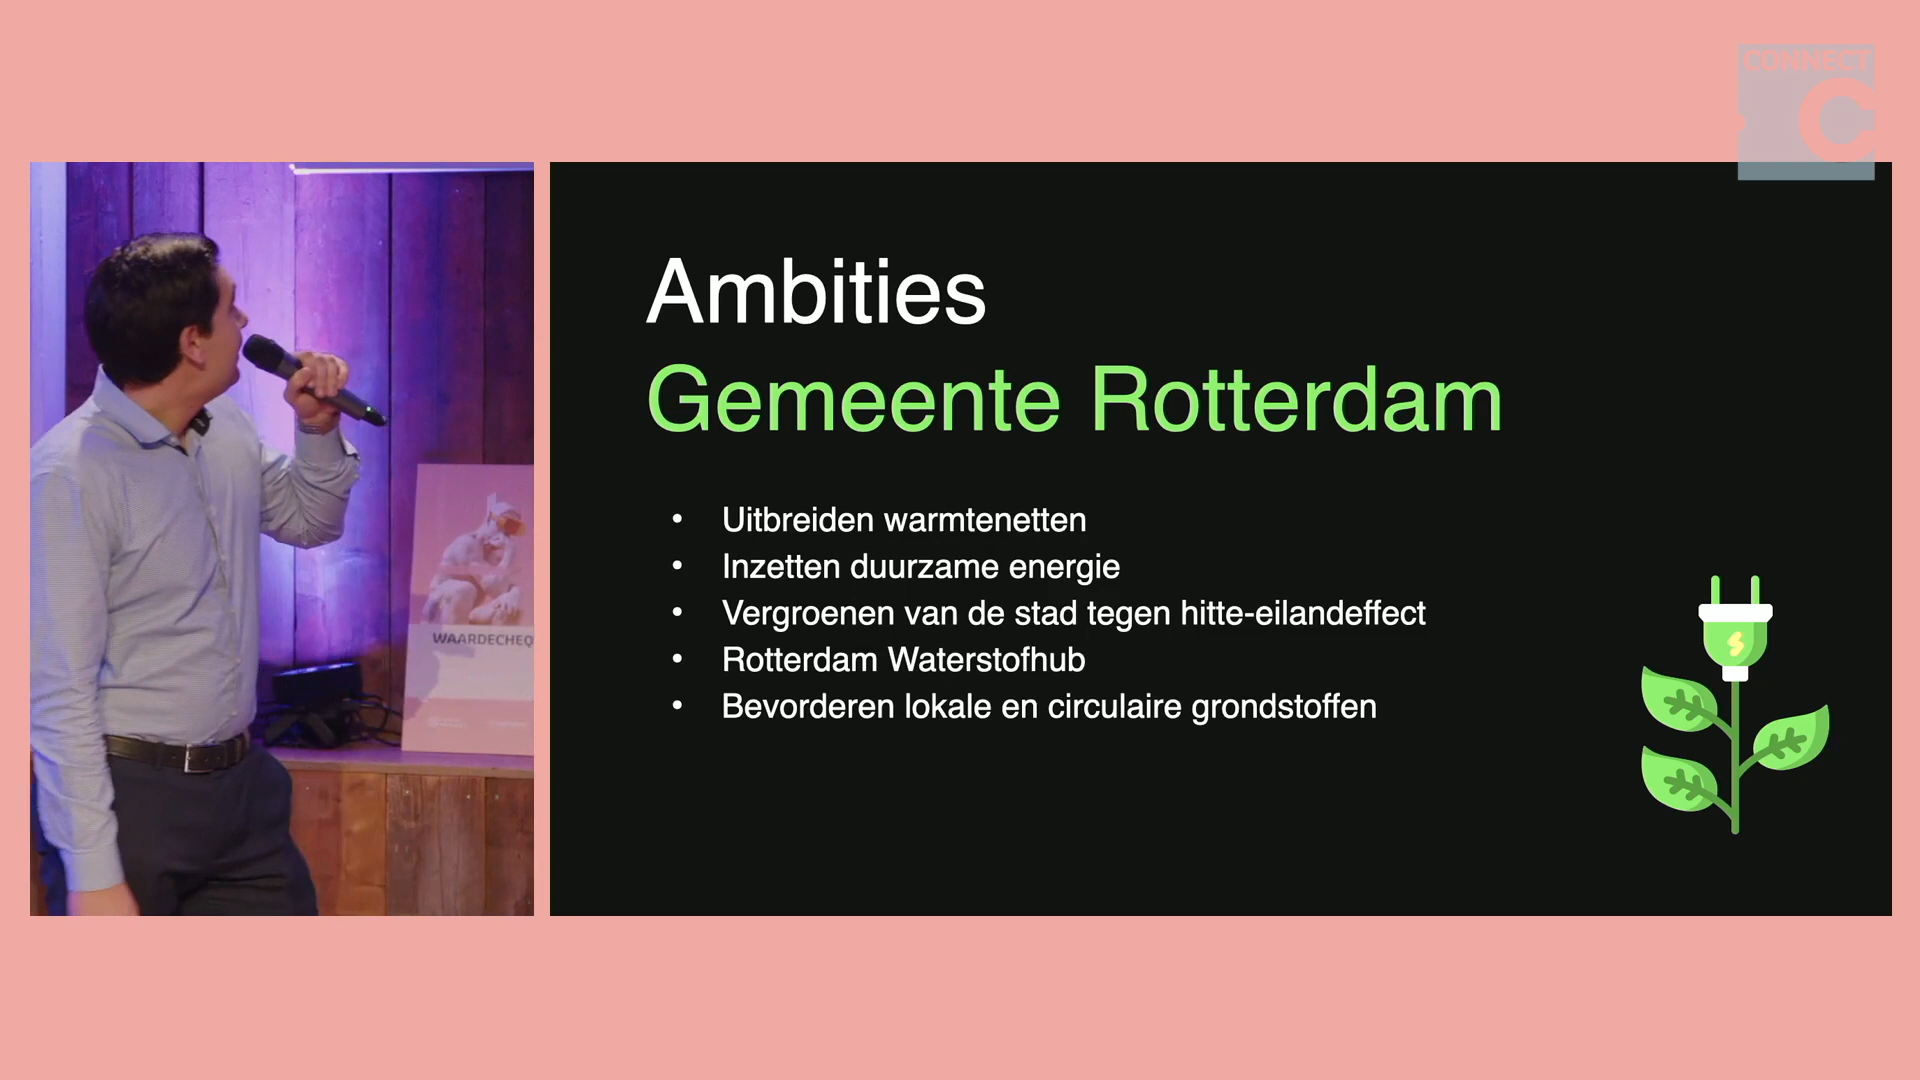 CONNECT
C
Ambities
Gemeente Rotterdam
• Uitbreiden warmtenetten
• Inzetten duurzame energie
• Vergroenen van de stad tegen hitte-eilandeffect
• Rotterdam Waterstofhub
• Bevorderen lokale en circulaire grondstoffen
WAARDECHEQ